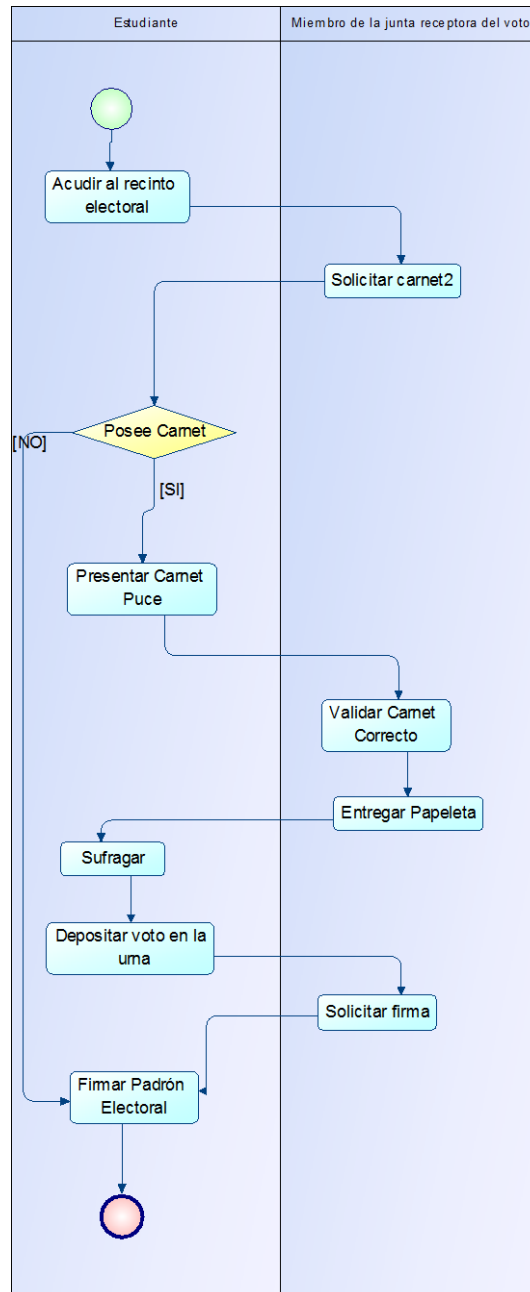 Estudiante
Miembro de la junta receptora del voto
Acudir al recinto
electoral
Solicitar carnet2
Posee Carnet
[NO]
[SI]
Presentar Carnet
Puce
Validar Carnet
Correcto
Entregar Papeleta
Sufragar
Depositar voto en la
urna
Solicitar firma
Firmar Padrón
Electoral